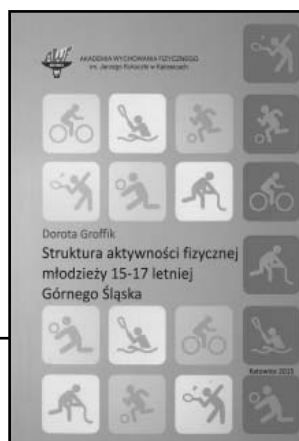 AWF
AKADEMIA WYCHOWANIA FIZYCZNEGO
im. Jerzego Kukuczki w Katowicach
Dorota Groffik
Struktura aktywności fizycznej
młodzieży 15-17 letniej
Górnego Śląska
Katowice 2015